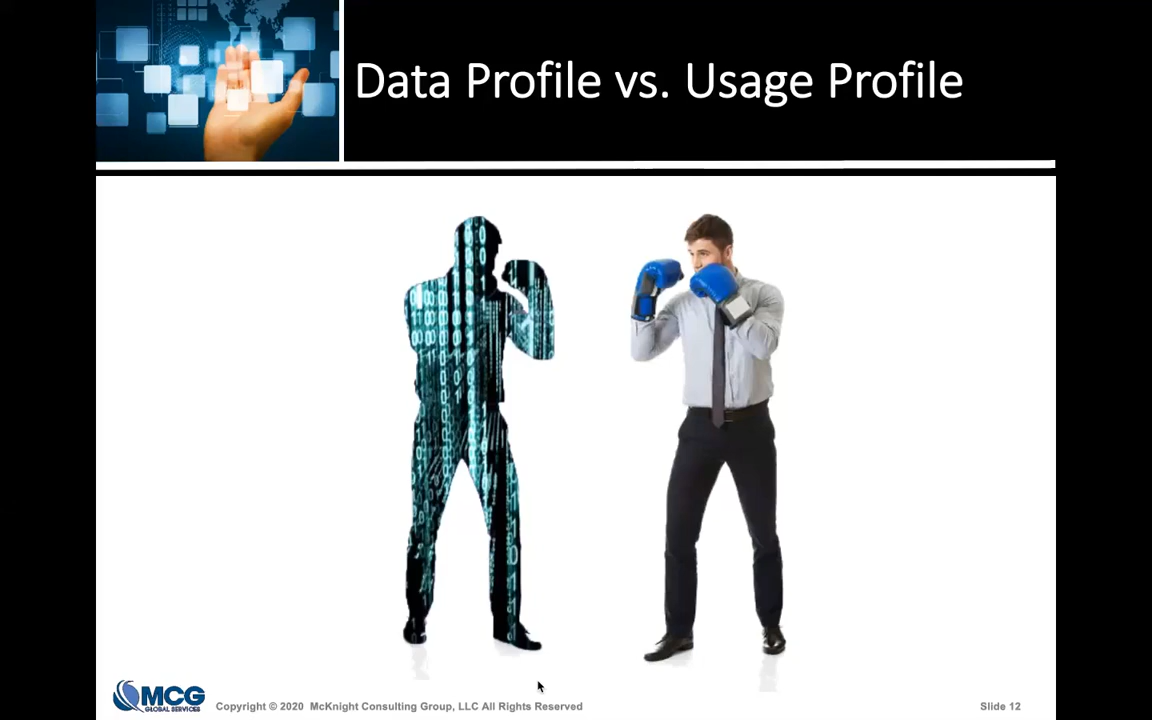 Data Profile vs. Usage Profile
MCG
GLOBAL SERVICES
Copyright © 2020 McKnight Consulting Group, LLC All Rights Reserved
Slide 12